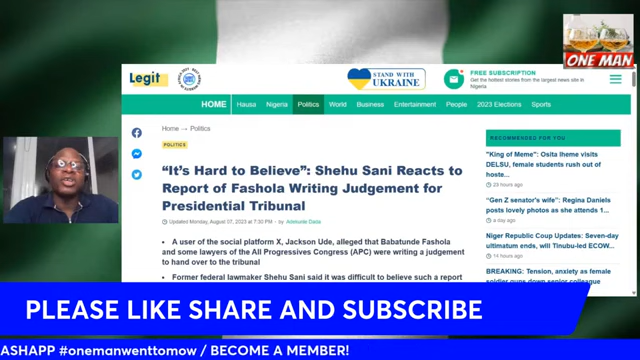 Legit
STAND WITH
UKRAINE
FREE SUBSCRIPTION
Get the hottest stories from the largest news site in
Nigeria
ONE MAN
HOME Hausa Nigeria Politics World Business Entertainment People 2023 Elections Sports
Home → Politics
POLITICS
“It’s Hard to Believe”: Shehu Sani Reacts to
Report of Fashola Writing Judgement for
Presidential Tribunal
Updated Monday, August 07, 2023 at 7:30 PM by Adekunle Dada
• A user of the social platform X, Jackson Ude, alleged that Babatunde Fashola
and some lawyers of the All Progressives Congress (APC) were writing a judgement
to hand over to the tribunal
• Former federal lawmaker Shehu Sani said it was difficult to believe such a report
RECOMMENDED FOR YOU
"King of Meme": Osita Iheme visits
DELSU, female students rush out of
hostel...
23 hours ago
“Gen Z senator's wife”: Regina Daniels
posts lovely photos as she attends 1...
a day ago
Niger Republic Coup Updates: Seven-day
ultimatum ends, will Tinubu-led ECOW...
14 hours ago
BREAKING: Tension, anxiety as female
soldier guns down senior colleague
PLEASE LIKE SHARE AND SUBSCRIBE
ASHAPP #onemanwenttomow / BECOME A MEMBER!